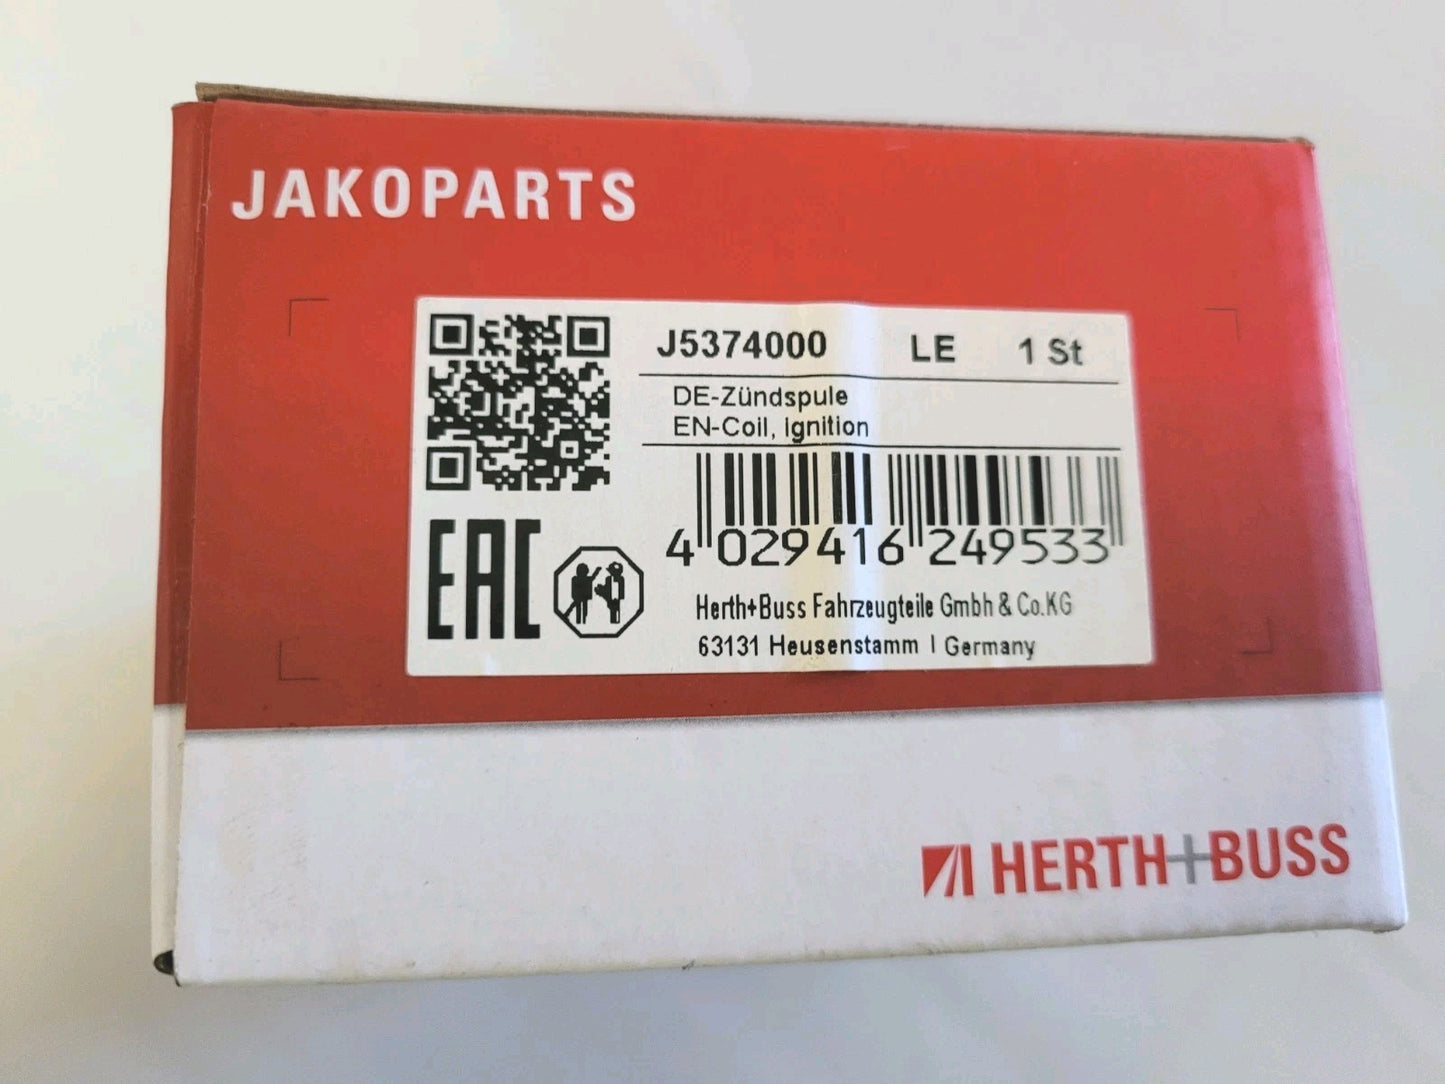 JAKOPARTS
J5374000 LE 1 St
DE-Zündspule
EN-Coil, Ignition
4 029416 249533
EAC
Herth+Buss Fahrzeugteile Gmbh & Co.KG
63131 Heusenstamm | Germany
HERTH+BUSS